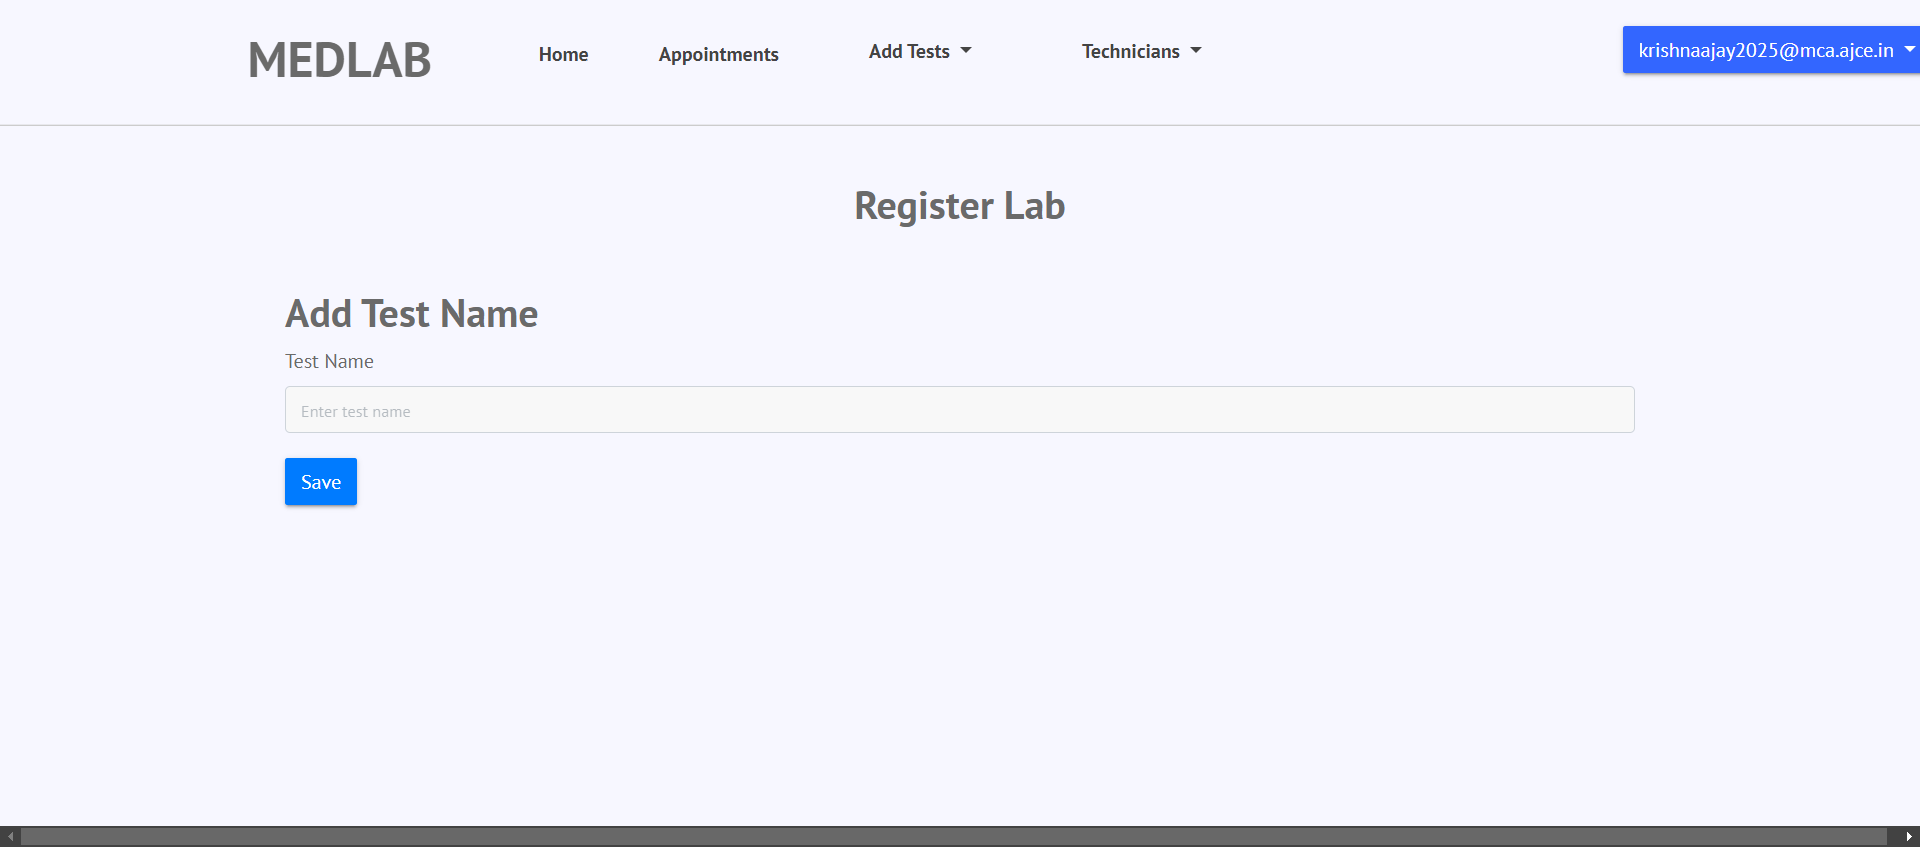 MEDLAB
Home
Appointments
Add Tests
Technicians
krishnaajay2025@mca.ajce.in
Register Lab
Add Test Name
Test Name
Enter test name
Save